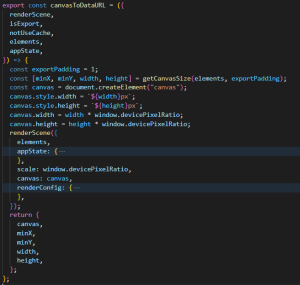 export const canvasToDataURL = ({
  renderScene,
  isExport,
  notUseCache,
  elements,
  appState,
}) => {
  const exportPadding = 1;
  const [minX, minY, width, height] = getCanvasSize(elements, exportPadding);
  const canvas = document.createElement("canvas");
  canvas.style.width = `${width}px`;
  canvas.style.height = `${height}px`;
  canvas.width = width * window.devicePixelRatio;
  canvas.height = height * window.devicePixelRatio;
  renderScene({
    elements,
    appState: { ···
    },
    scale: window.devicePixelRatio,
    canvas: canvas,
    renderConfig: { ···
    },
  });
  return {
    canvas,
    minX,
    minY,
    width,
    height,
  };
};